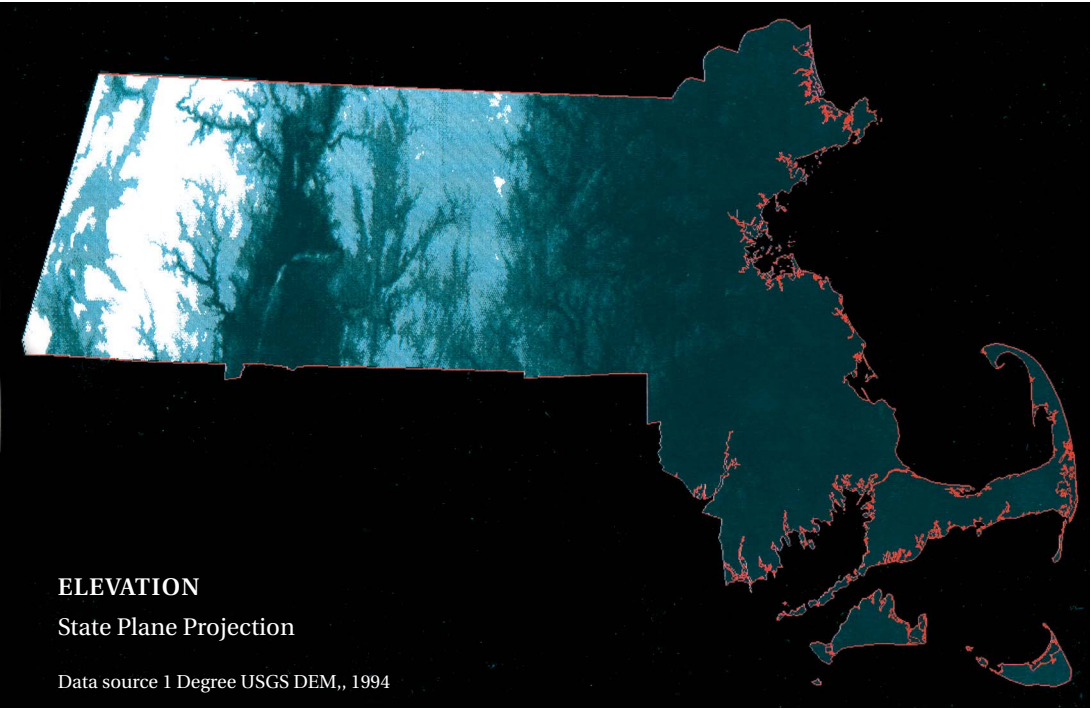 ELEVATION
State Plane Projection
Data source 1 Degree USGS DEM,, 1994